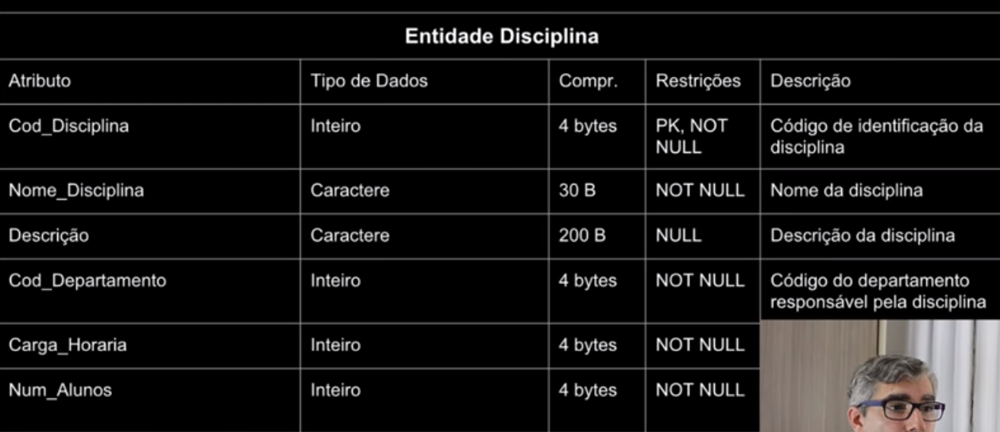 Entidade Disciplina
Atributo Tipo de Dados Compr. Restrições Descrição
Cod_Disciplina Inteiro 4 bytes PK, NOT NULL Código de identificação da disciplina
Nome_Disciplina Caractere 30 B NOT NULL Nome da disciplina
Descrição Caractere 200 B NULL Descrição da disciplina
Cod_Departamento Inteiro 4 bytes NOT NULL Código do departamento responsável pela disciplina
Carga_Horaria Inteiro 4 bytes NOT NULL
Num_Alunos Inteiro 4 bytes NOT NULL